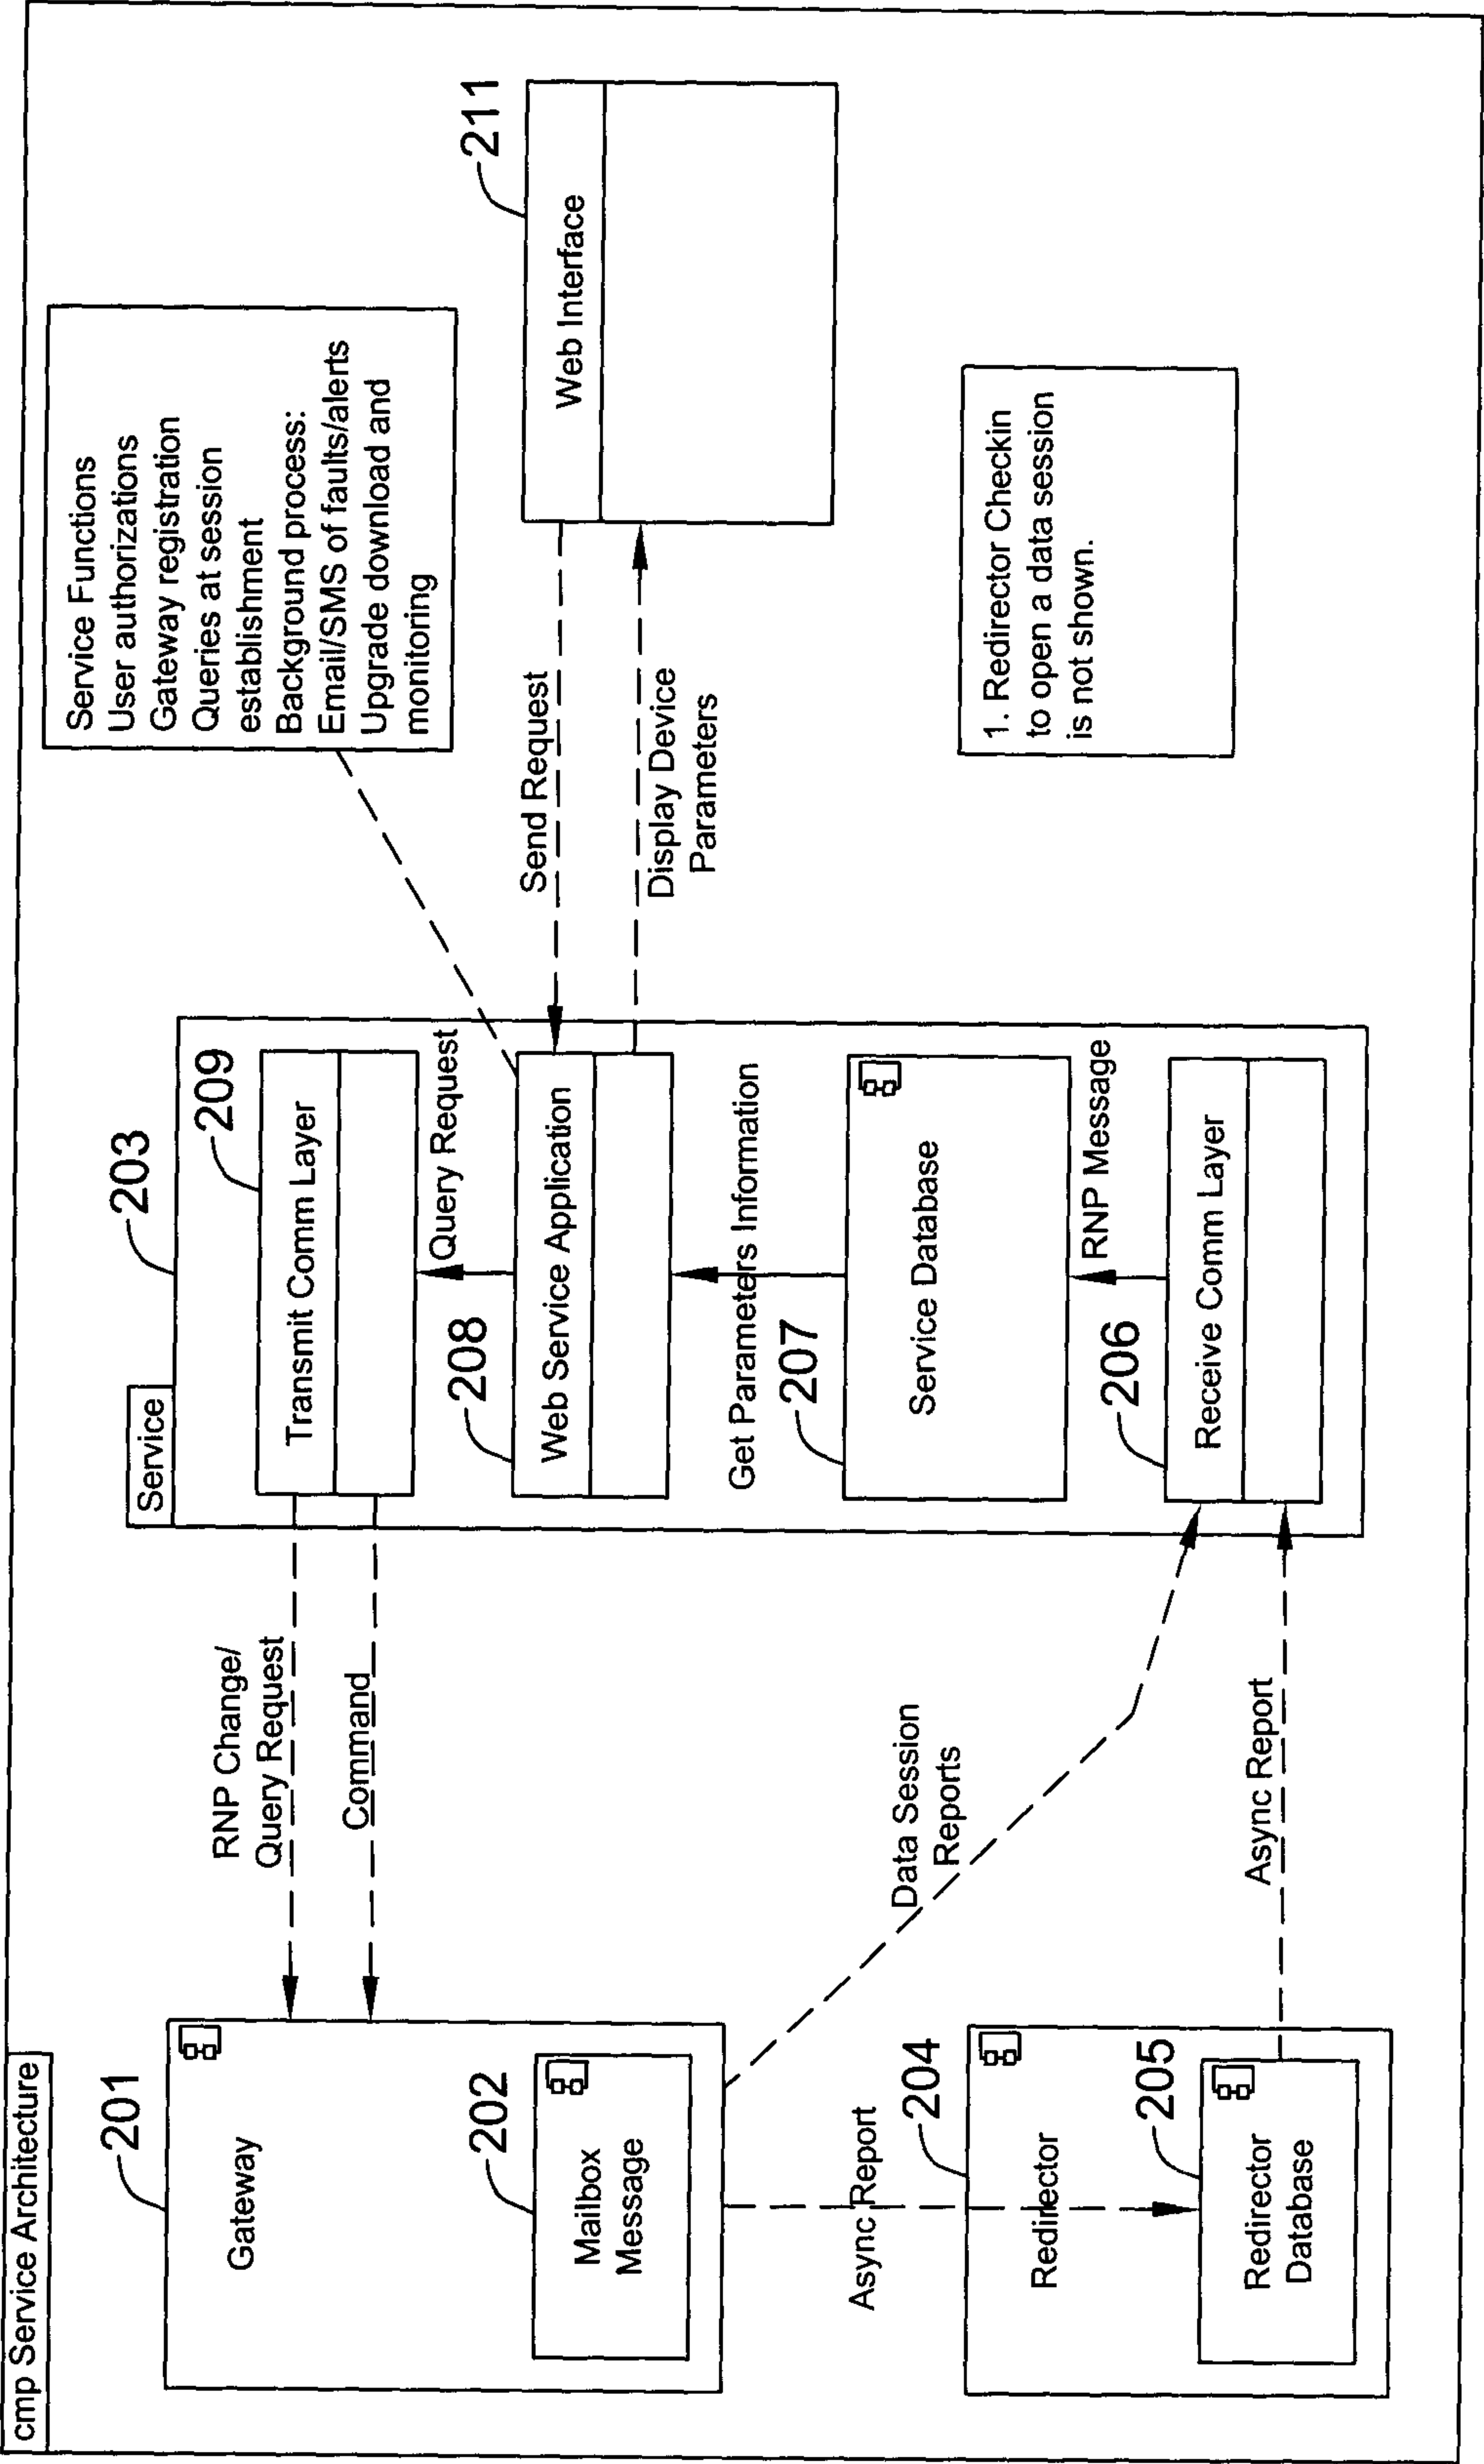 cmp Service Architecture
201
Gateway
202
Mailbox
Message
RNP Change/
Query Request
Command
Service
203
209
Transmit Comm Layer
Query Request
208
Web Service Application
Get Parameters Information
207
Service Database
RNP Message
206
Receive Comm Layer
Service Functions
User authorizations
Gateway registration
Queries at session
establishment
Background process:
Email/SMS of faults/alerts
Upgrade download and
monitoring
Send Request
Display Device
Parameters
211
Web Interface
Data Session
Reports
Async Report
204
Redirector
205
Redirector
Database
Async Report
1. Redirector Checkin
to open a data session
is not shown.